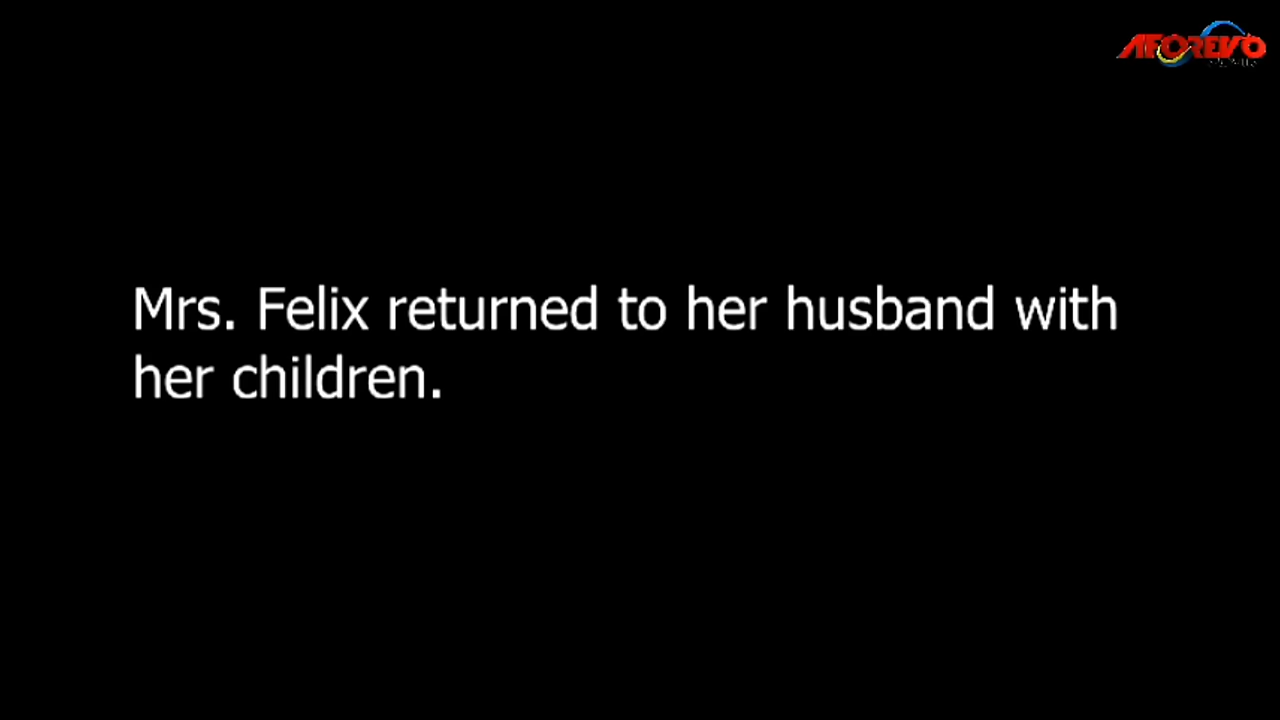 AFOREVO
Mrs. Felix returned to her husband with
her children.